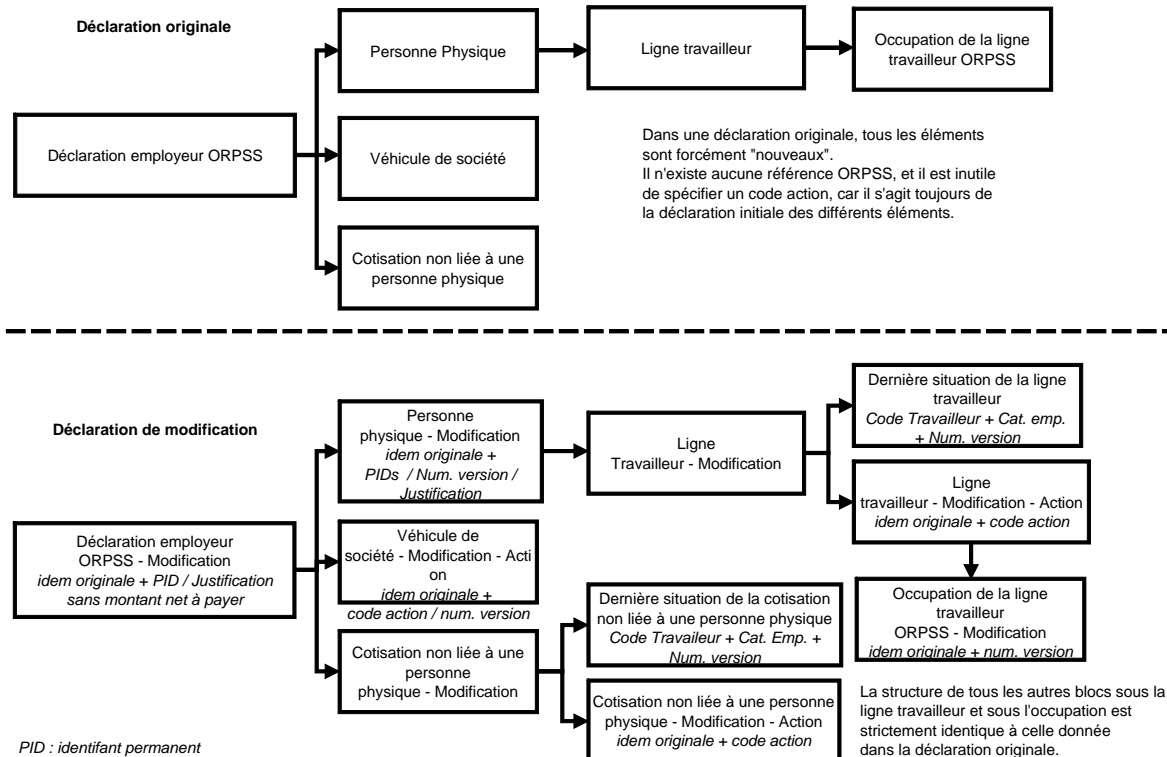 Déclaration originale
Personne Physique
Ligne travailleur
Occupation de la ligne
travailleur ORPSS
Déclaration employeur ORPSS
Véhicule de société
Cotisation non liée à une
personne physique
Dans une déclaration originale, tous les éléments
sont forcément "nouveaux".
Il n'existe aucune référence ORPSS, et il est inutile
de spécifier un code action, car il s'agit toujours de
la déclaration initiale des différents éléments.
Déclaration de modification
Déclaration employeur
ORPSS - Modification
idem originale + PID / Justification
sans montant net à payer
Personne
physique - Modification
idem originale +
PIDs / Num. version /
Justification
Ligne
Travailleur - Modification
Dernière situation de la ligne
travailleur
Code Travailleur + Cat. emp.
+ Num. version
Ligne
travailleur - Modification - Action
idem originale + code action
Occupation de la ligne
travailleur
ORPSS - Modification
idem originale + num. version
Véhicule de
société - Modification - Acti
on
idem originale +
code action / num. version
Cotisation non liée à une
personne
physique - Modification
Dernière situation de la cotisation
non liée à une personne physique
Code Travaileur + Cat. Emp. +
Num. version
Cotisation non liée à une personne
physique - Modification - Action
idem originale + code action
La structure de tous les autres blocs sous la
ligne travailleur et sous l'occupation est
strictement identique à celle donnée
dans la déclaration originale.
PID : identifant permanent